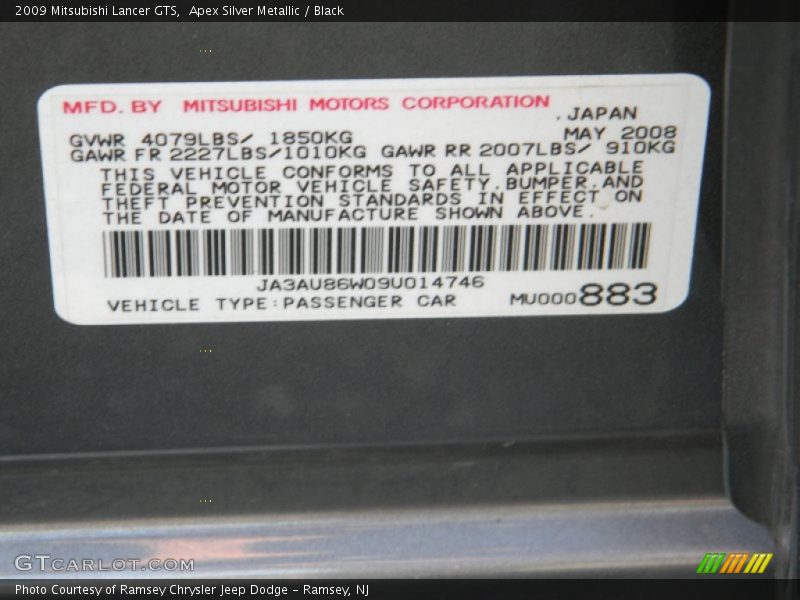 2009 Mitsubishi Lancer GTS,  Apex Silver Metallic / Black
MFD. BY MITSUBISHI MOTORS CORPORATION
.JAPAN
GVWR 4079LBS/ 1850KG MAY 2008
GAWR FR 2227LBS/1010KG GAWR RR 2007LBS/ 910KG
THIS VEHICLE CONFORMS TO ALL APPLICABLE
FEDERAL MOTOR VEHICLE SAFETY, BUMPER, AND
THEFT PREVENTION STANDARDS IN EFFECT ON
THE DATE OF MANUFACTURE SHOWN ABOVE.
JA3AU86W09U014746
VEHICLE TYPE:PASSENGER CAR MU000883
GTCARLOT.COM
Photo Courtesy of Ramsey Chrysler Jeep Dodge – Ramsey, NJ